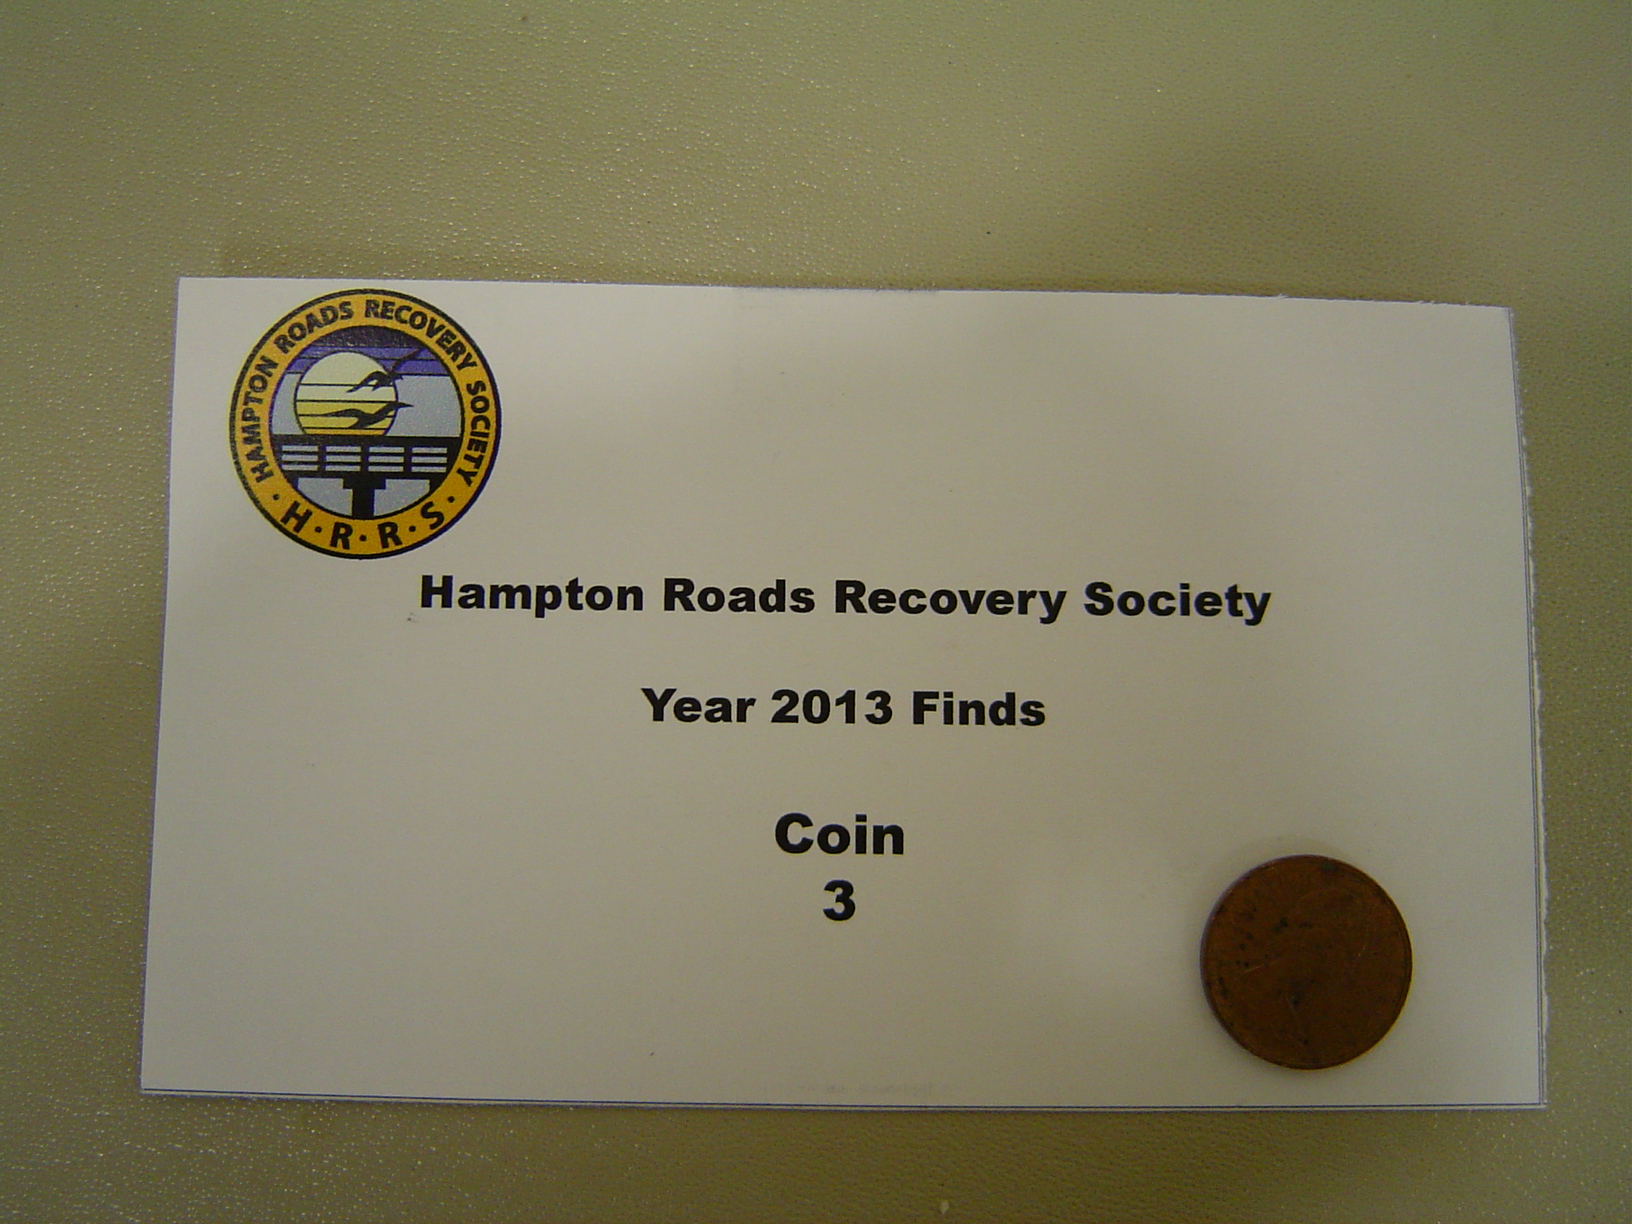 HAMPTON ROADS RECOVERY SOCIETY
· H · R · R · S ·
Hampton Roads Recovery Society
Year 2013 Finds
Coin
3